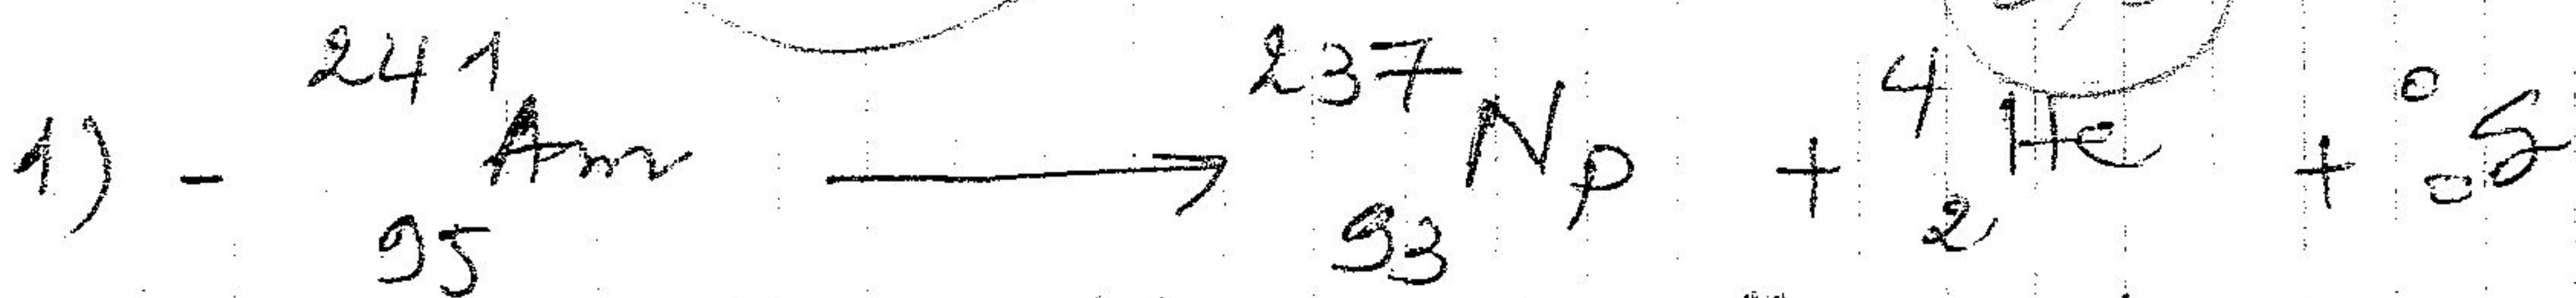 1) - ²⁴¹₉₅Am ⟶ ²³⁷₉₃Np + ⁴₂He + ⁰₀γ